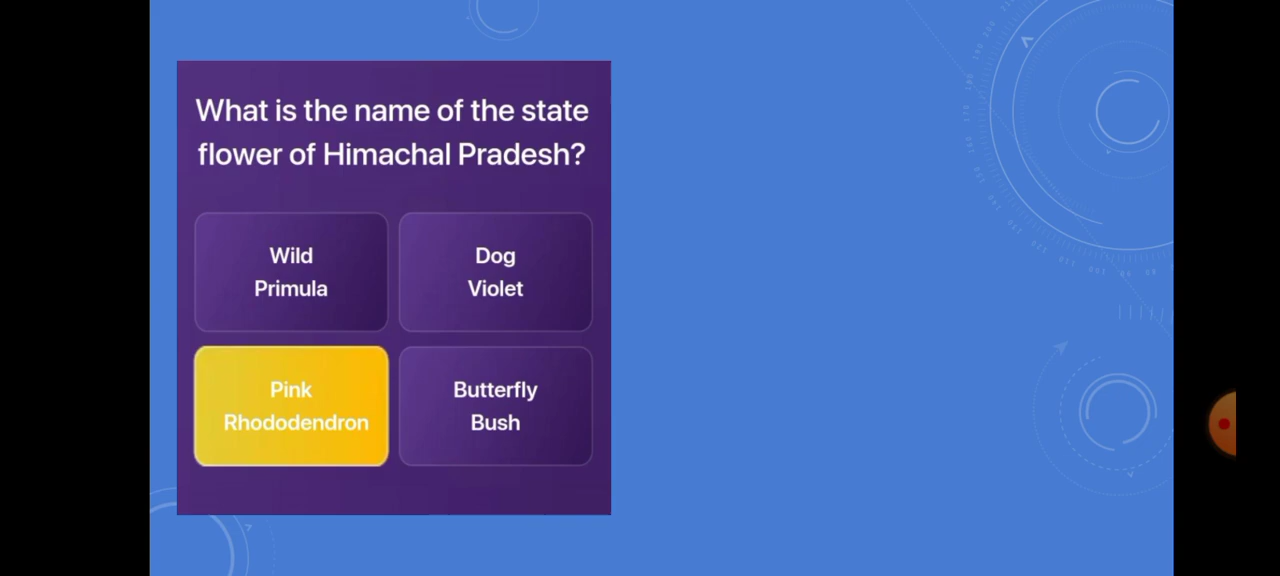 What is the name of the state
flower of Himachal Pradesh?
Wild
Primula
Dog
Violet
Pink
Rhododendron
Butterfly
Bush